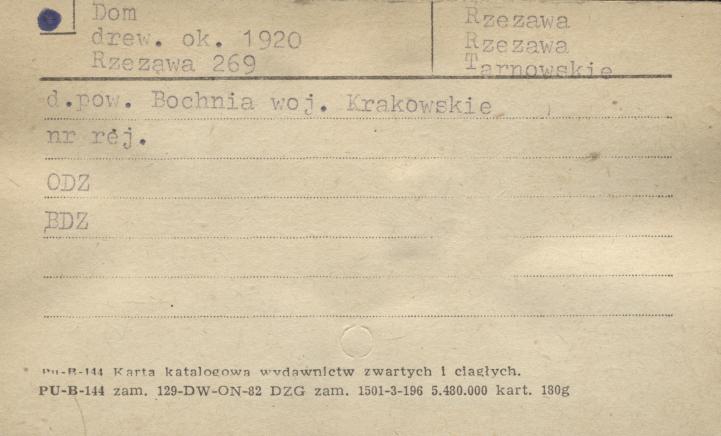 Dom
drew. ok. 1920
Rzezawa 269
Rzezawa
Rzezawa
Tarnowskie
d.pow. Bochnia woj. Krakowskie
nr rej.
ODZ
BDZ
PU-B-144 Karta katalogowa wydawnictw zwartych i ciągłych.
PU-B-144 zam. 129-DW-ON-82 DZG zam. 1501-3-196 5.480.000 kart. 180g